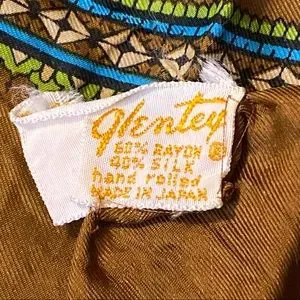 Glentex
60% RAYON
40% SILK
hand rolled
MADE IN JAPAN